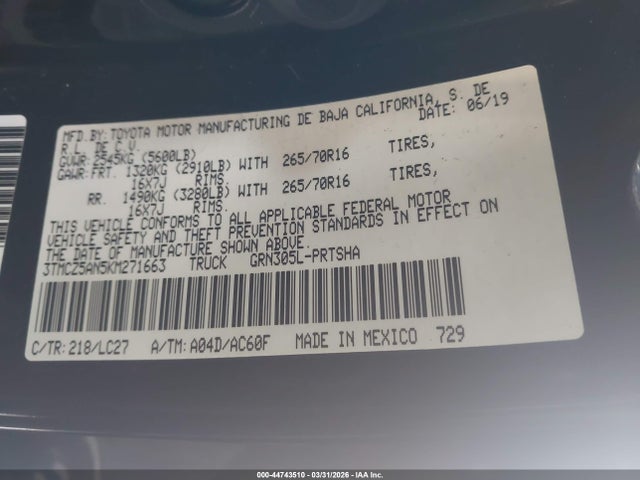 MFD.BY: TOYOTA MOTOR MANUFACTURING DE BAJA CALIFORNIA, S. DE
R.L. DE C.V. DATE: 06/19
GVWR: 2545KG (5600LB)
GAWR: FRT. 1320KG (2910LB) WITH 265/70R16 TIRES,
16X7J RIMS,
RR. 1490KG (3280LB) WITH 265/70R16 TIRES,
16X7J RIMS.
THIS VEHICLE CONFORMS TO ALL APPLICABLE FEDERAL MOTOR
VEHICLE SAFETY AND THEFT PREVENTION STANDARDS IN EFFECT ON
THE DATE OF MANUFACTURE SHOWN ABOVE.
3TMCZ5AN5KM271663 TRUCK GRN305L-PRTSHA
C/TR: 218/LC27 A/TM: A04D/AC60F MADE IN MEXICO 729
000-44743510 - 03/31/2026 - IAA Inc.